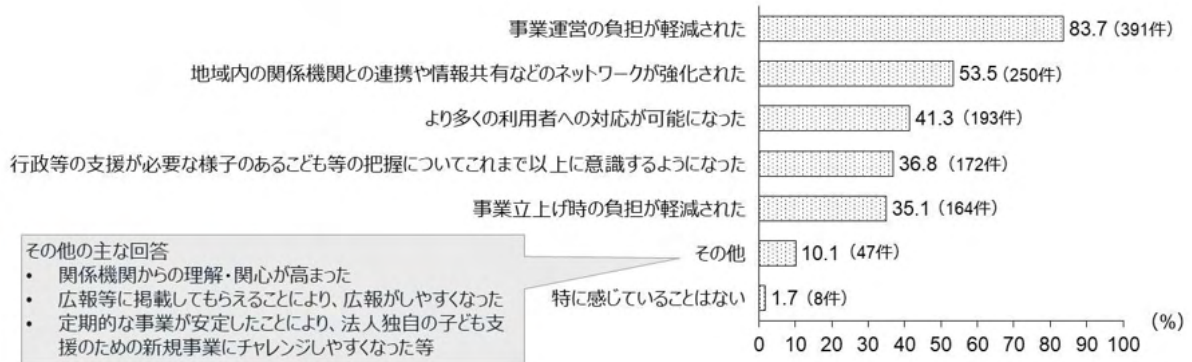 事業運営の負担が軽減された 83.7 (391件)
地域内の関係機関との連携や情報共有などのネットワークが強化された 53.5 (250件)
より多くの利用者への対応が可能になった 41.3 (193件)
行政等の支援が必要な様子のあるこども等の把握についてこれまで以上に意識するようになった 36.8 (172件)
事業立上げ時の負担が軽減された 35.1 (164件)
その他 10.1 (47件)
特に感じていることはない 1.7 (8件)
その他の主な回答
• 関係機関からの理解・関心が高まった
• 広報等に掲載してもらえることにより、広報がしやすくなった
• 定期的な事業が安定したことにより、法人独自の子ども支
援のための新規事業にチャレンジしやすくなった等
0 10 20 30 40 50 60 70 80 90 100
(%)